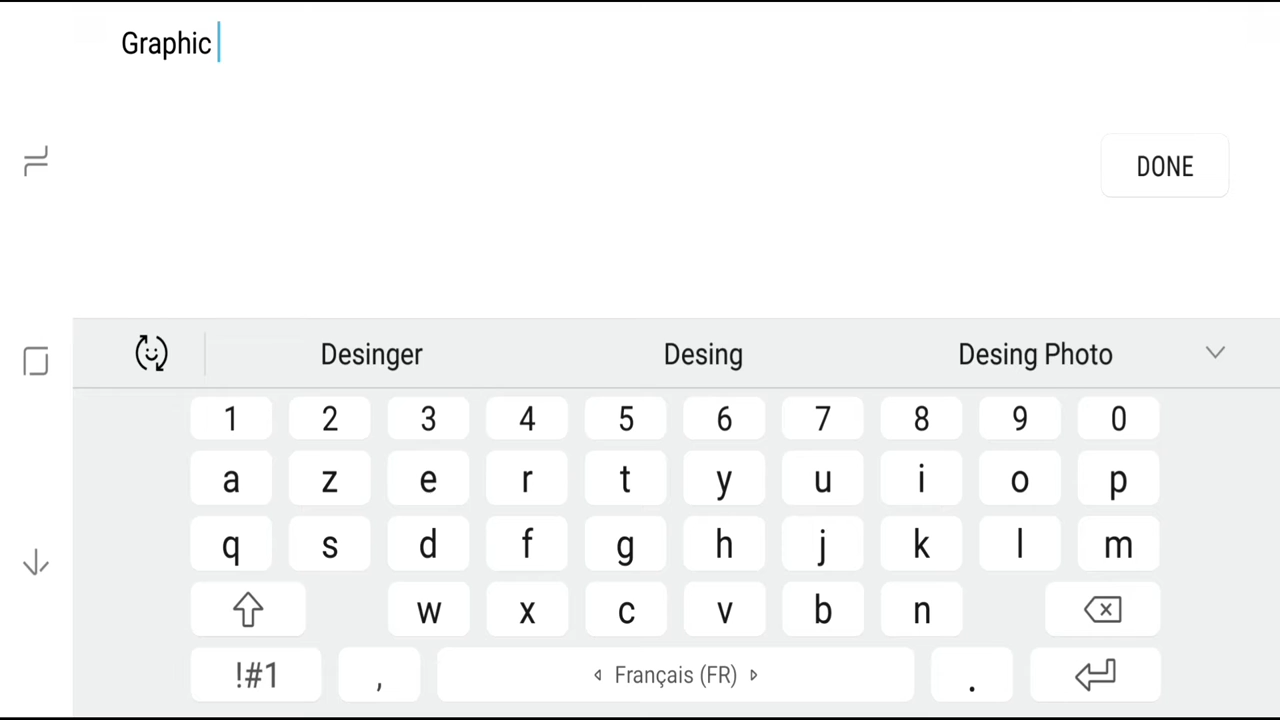 Graphic
DONE
Desinger Desing Desing Photo
1 2 3 4 5 6 7 8 9 0
a z e r t y u i o p
q s d f g h j k l m
w x c v b n
!#1 , Français (FR) .